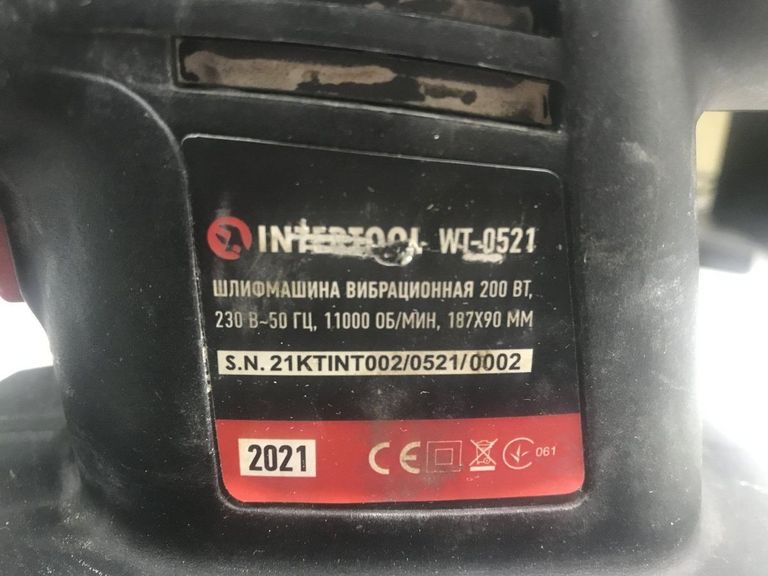 INTERTOOL WT-0521
ШЛИФМАШИНА ВИБРАЦИОННАЯ 200 ВТ,
230 В~50 ГЦ, 11000 ОБ/МИН, 187Х90 ММ
S.N. 21KTINT002/0521/0002
2021 CE 061